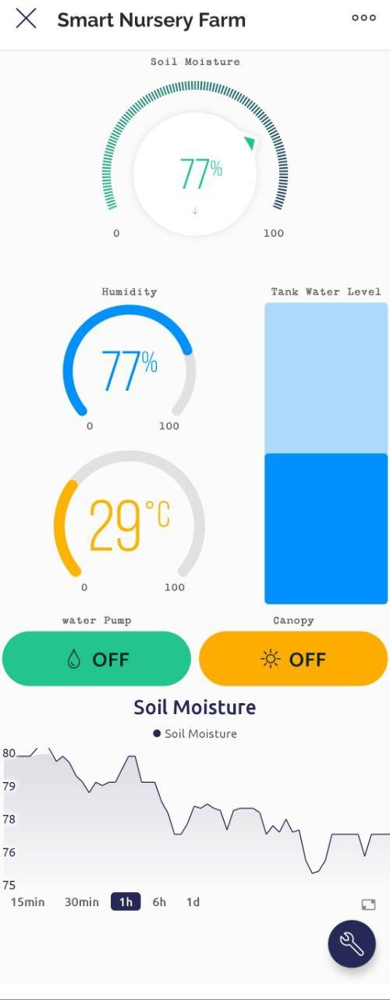 Smart Nursery Farm
Soil Moisture
77%
↓
0 100
Humidity
77%
0 100
Tank Water Level
29°C
0 100
water Pump
OFF
Canopy
OFF
Soil Moisture
Soil Moisture
80
79
78
76
75
15min 30min 1h 6h 1d